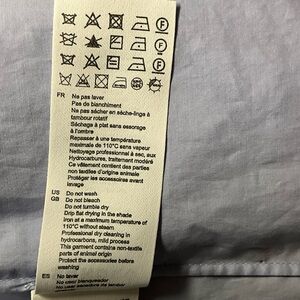 FR Ne pas laver
Pas de blanchiment
Ne pas sécher en sèche-linge à
tambour rotatif
Séchage à plat sans essorage
à l'ombre
Repasser à une température
maximale de 110°C sans vapeur
Nettoyage professionnel à sec, aux
Hydrocarbures, traitement modéré
Ce vêtement contient des parties
non textiles d'origine animale
Protéger les accessoires avant
lavage
US Do not wash
GB Do not bleach
Do not tumble dry
Drip flat drying in the shade
Iron at a maximum temperature of
110°C without steam
Professional dry cleaning in
hydrocarbons, mild process
This garment contains non-textile
parts of animal origin
Protect the accessories before
washing
ES No lavar
No usar blanqueador